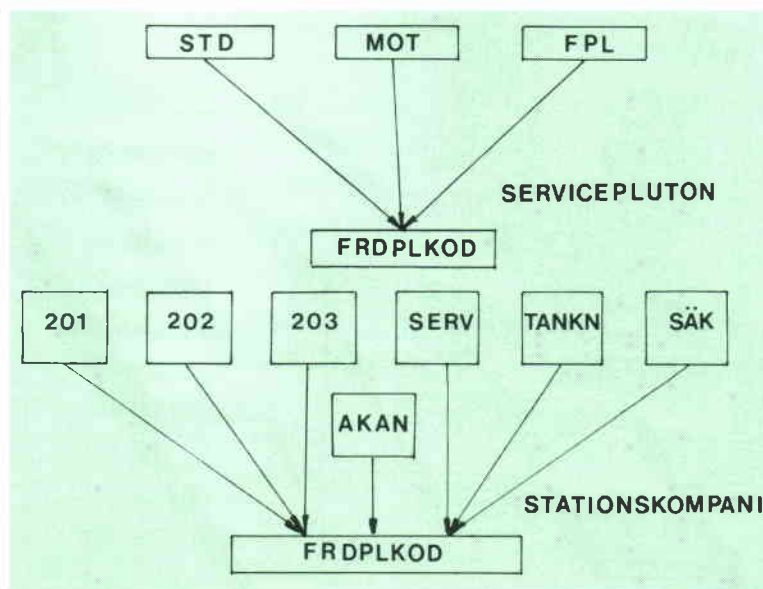 STD MOT FPL
SERVICEPLUTON
FRDPLKOD
201 202 203 SERV TANKN SÄK
AKAN
STATIONSKOMPANI
FRDPLKOD